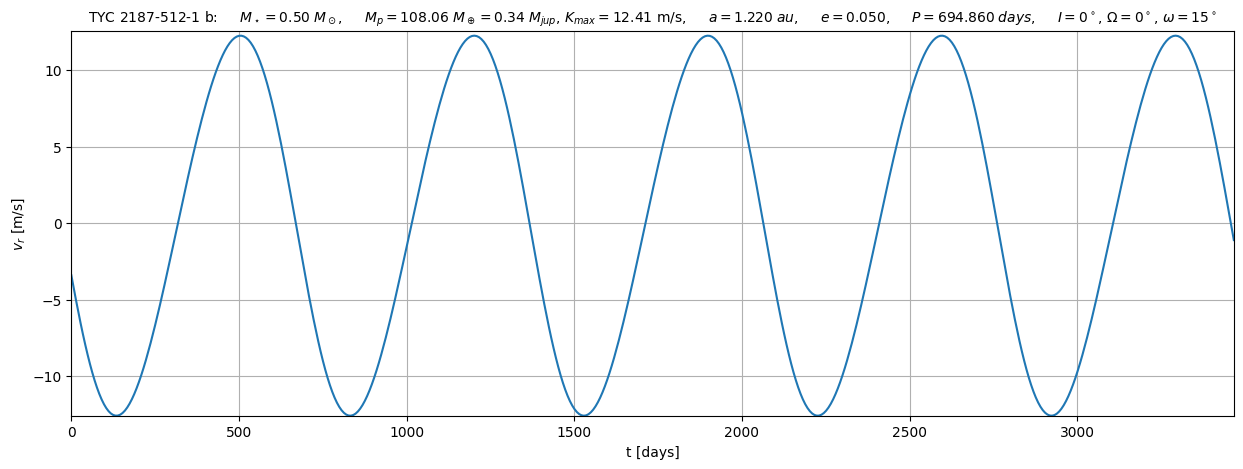 TYC 2187-512-1 b: M⋆ = 0.50 M⊙, Mp = 108.06 M⊕ = 0.34 Mjup, Kmax = 12.41 m/s, a = 1.220 au, e = 0.050, P = 694.860 days, I = 0°, Ω = 0°, ω = 15°
10
5
0
−5
−10
vr [m/s]
0 500 1000 1500 2000 2500 3000
t [days]